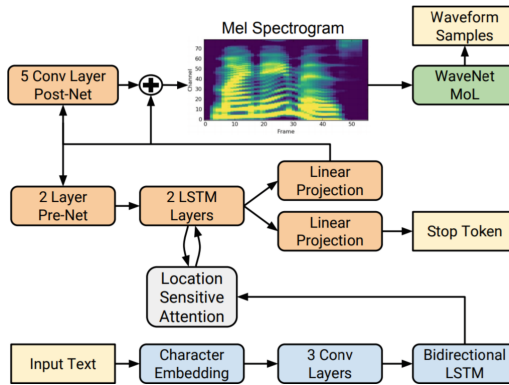 Mel Spectrogram
Waveform
Samples
5 Conv Layer
Post-Net
WaveNet
MoL
Channel
70
60
50
40
30
20
10
0
0
10
20
30
40
50
Frame
2 Layer
Pre-Net
2 LSTM
Layers
Linear
Projection
Linear
Projection
Stop Token
Location
Sensitive
Attention
Input Text
Character
Embedding
3 Conv
Layers
Bidirectional
LSTM